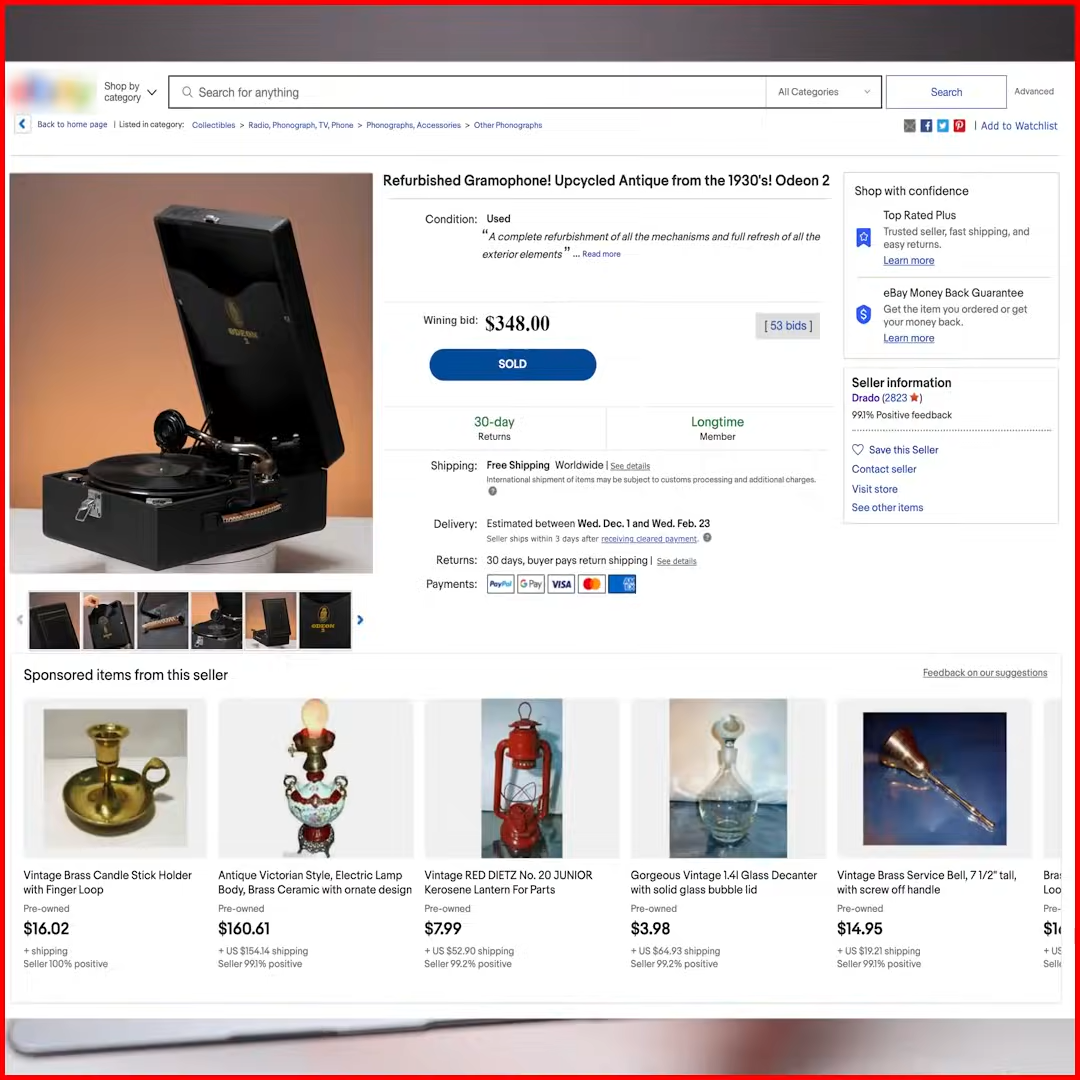 Shop by
category
Search for anything
All Categories
Search
Advanced
Back to home page | Listed in category: Collectibles > Radio, Phonograph, TV, Phone > Phonographs, Accessories > Other Phonographs
| Add to Watchlist
Refurbished Gramophone! Upcycled Antique from the 1930's! Odeon 2
Condition: Used
“A complete refurbishment of all the mechanisms and full refresh of all the
exterior elements” ... Read more
Wining bid: $348.00
[ 53 bids ]
SOLD
30-day
Returns
Longtime
Member
Shipping: Free Shipping Worldwide | See details
International shipment of items may be subject to customs processing and additional charges.
Delivery: Estimated between Wed. Dec. 1 and Wed. Feb. 23
Seller ships within 3 days after receiving cleared payment.
Returns: 30 days, buyer pays return shipping | See details
Payments: PayPal G Pay VISA
Shop with confidence
Top Rated Plus
Trusted seller, fast shipping, and
easy returns.
Learn more
eBay Money Back Guarantee
Get the item you ordered or get
your money back.
Learn more
Seller information
Drado (2823)
99.1% Positive feedback
Save this Seller
Contact seller
Visit store
See other items
ODEON
2
ODEON
2
Sponsored items from this seller
Feedback on our suggestions
Vintage Brass Candle Stick Holder
with Finger Loop
Pre-owned
$16.02
+ shipping
Seller 100% positive
Antique Victorian Style, Electric Lamp
Body, Brass Ceramic with ornate design
Pre-owned
$160.61
+ US $154.14 shipping
Seller 99.1% positive
Vintage RED DIETZ No. 20 JUNIOR
Kerosene Lantern For Parts
Pre-owned
$7.99
+ US $52.90 shipping
Seller 99.2% positive
Gorgeous Vintage 1.4l Glass Decanter
with solid glass bubble lid
Pre-owned
$3.98
+ US $64.93 shipping
Seller 99.2% positive
Vintage Brass Service Bell, 7 1/2" tall,
with screw off handle
Pre-owned
$14.95
+ US $19.21 shipping
Seller 99.1% positive
Bras
Loo
Pre-
$1
+ US
Selle